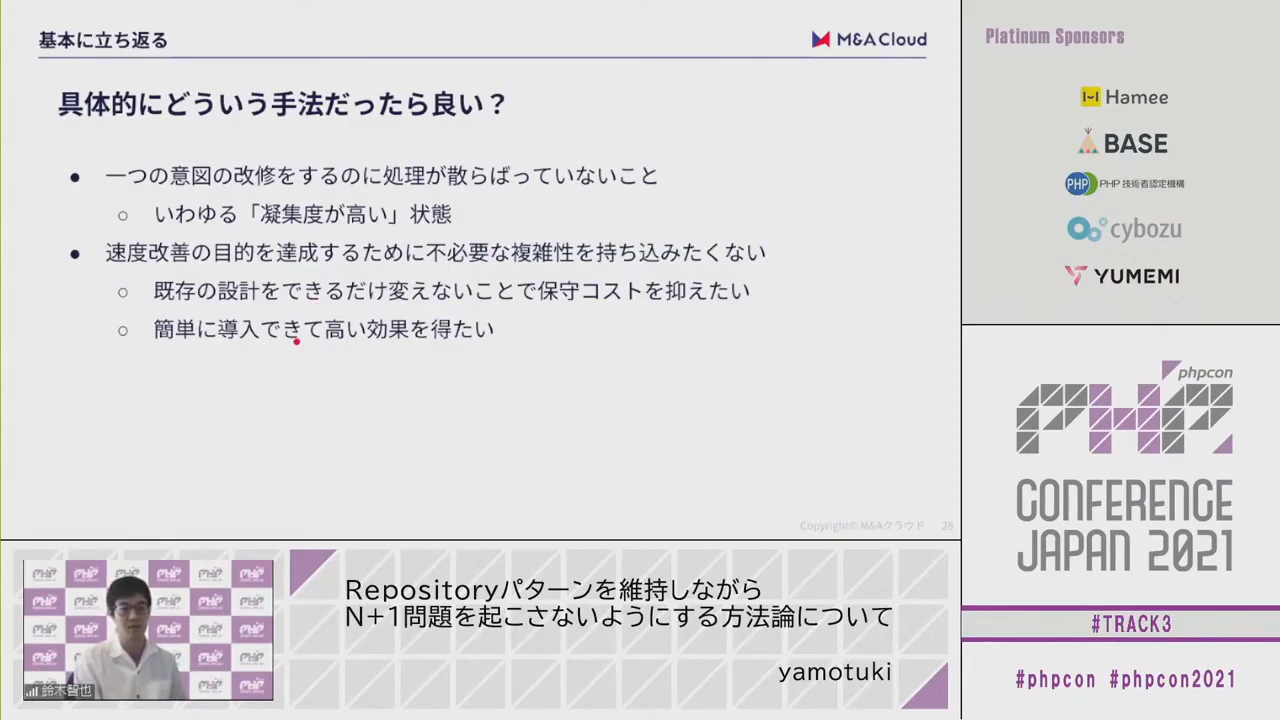 基本に立ち返る
M&A Cloud
具体的にどういう手法だったら良い？
● 一つの意図の改修をするのに処理が散らばっていないこと
○ いわゆる「凝集度が高い」状態
● 速度改善の目的を達成するために不必要な複雑性を持ち込みたくない
○ 既存の設計をできるだけ変えないことで保守コストを抑えたい
○ 簡単に導入できて高い効果を得たい
Copyright© M&Aクラウド 28
Platinum Sponsors
Hamee
BASE
PHP PHP 技術者認定機構
cybozu
YUMEMI
phpcon
PHP
CONFERENCE
JAPAN 2021
#TRACK3
#phpcon #phpcon2021
鈴木智也
Repositoryパターンを維持しながら
N+1問題を起こさないようにする方法論について
yamotuki